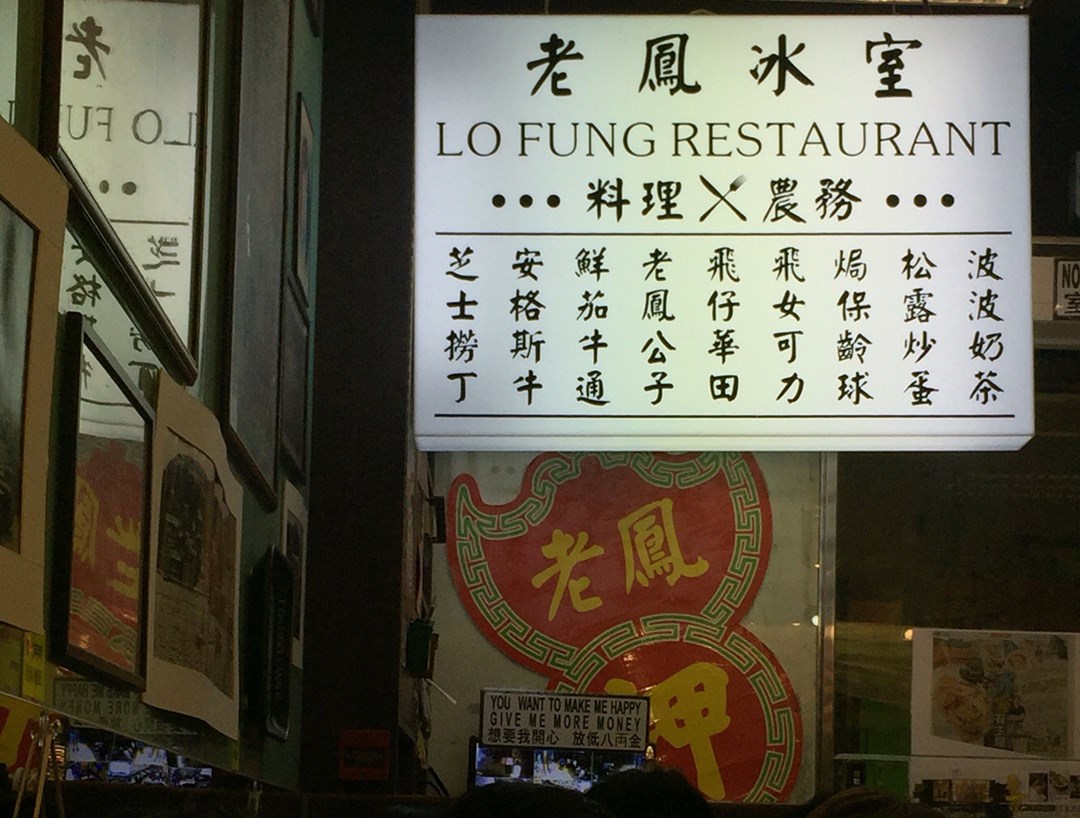 老鳳冰室
LO FUNG RESTAURANT
••• 料理 農務 •••
芝士撈丁
安格斯牛
鮮茄牛通
老鳳公子
飛仔華田
飛女可力
焗保齡球
松露炒蛋
波波奶茶
老鳳
押
YOU WANT TO MAKE ME HAPPY
GIVE ME MORE MONEY
想要我開心 放低八両金
NO